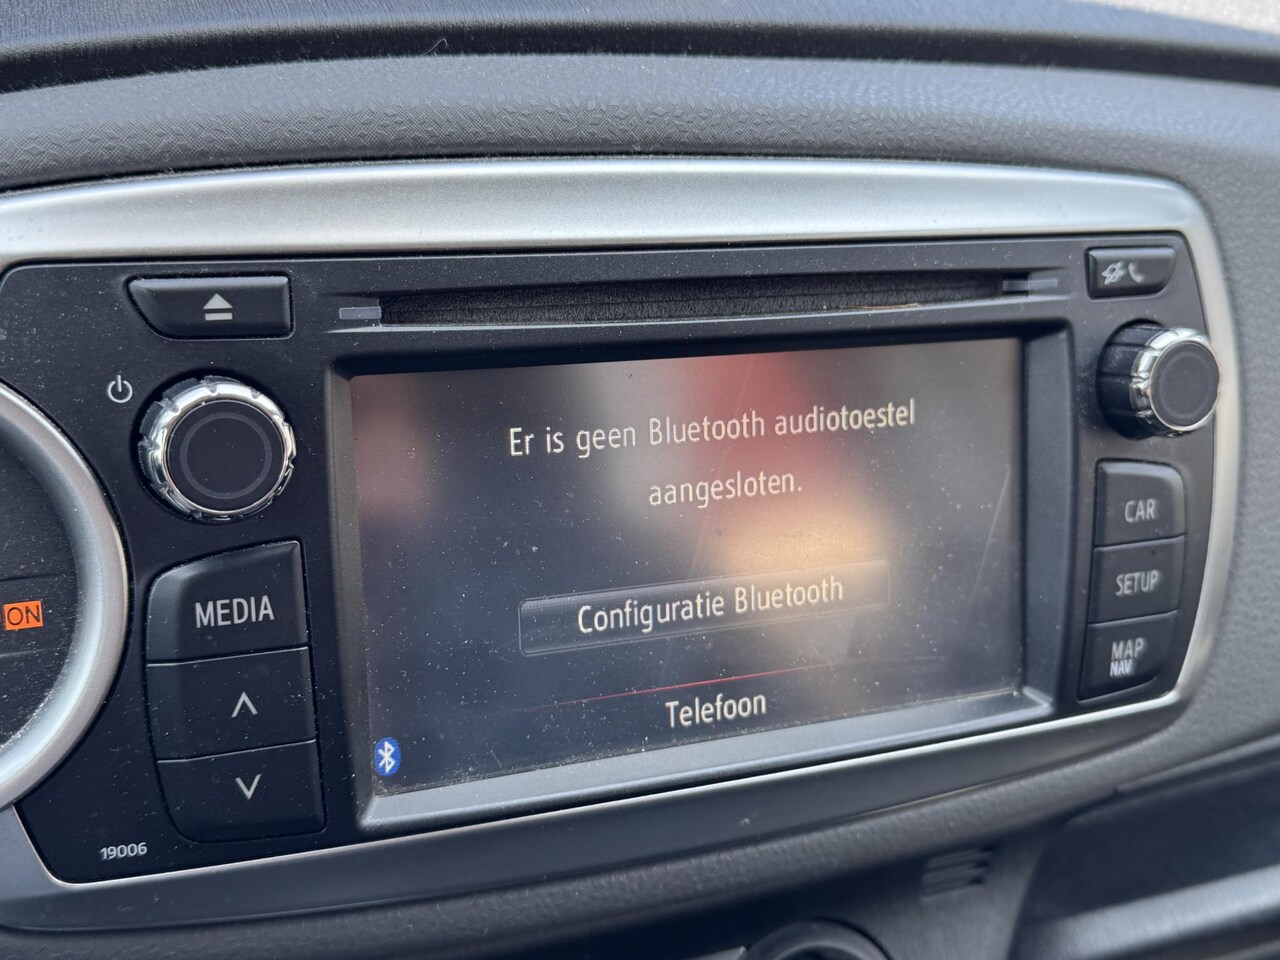 Er is geen Bluetooth audiotoestel
aangesloten.
Configuratie Bluetooth
Telefoon
MEDIA
CAR
SETUP
MAP
NAV
ON
19006